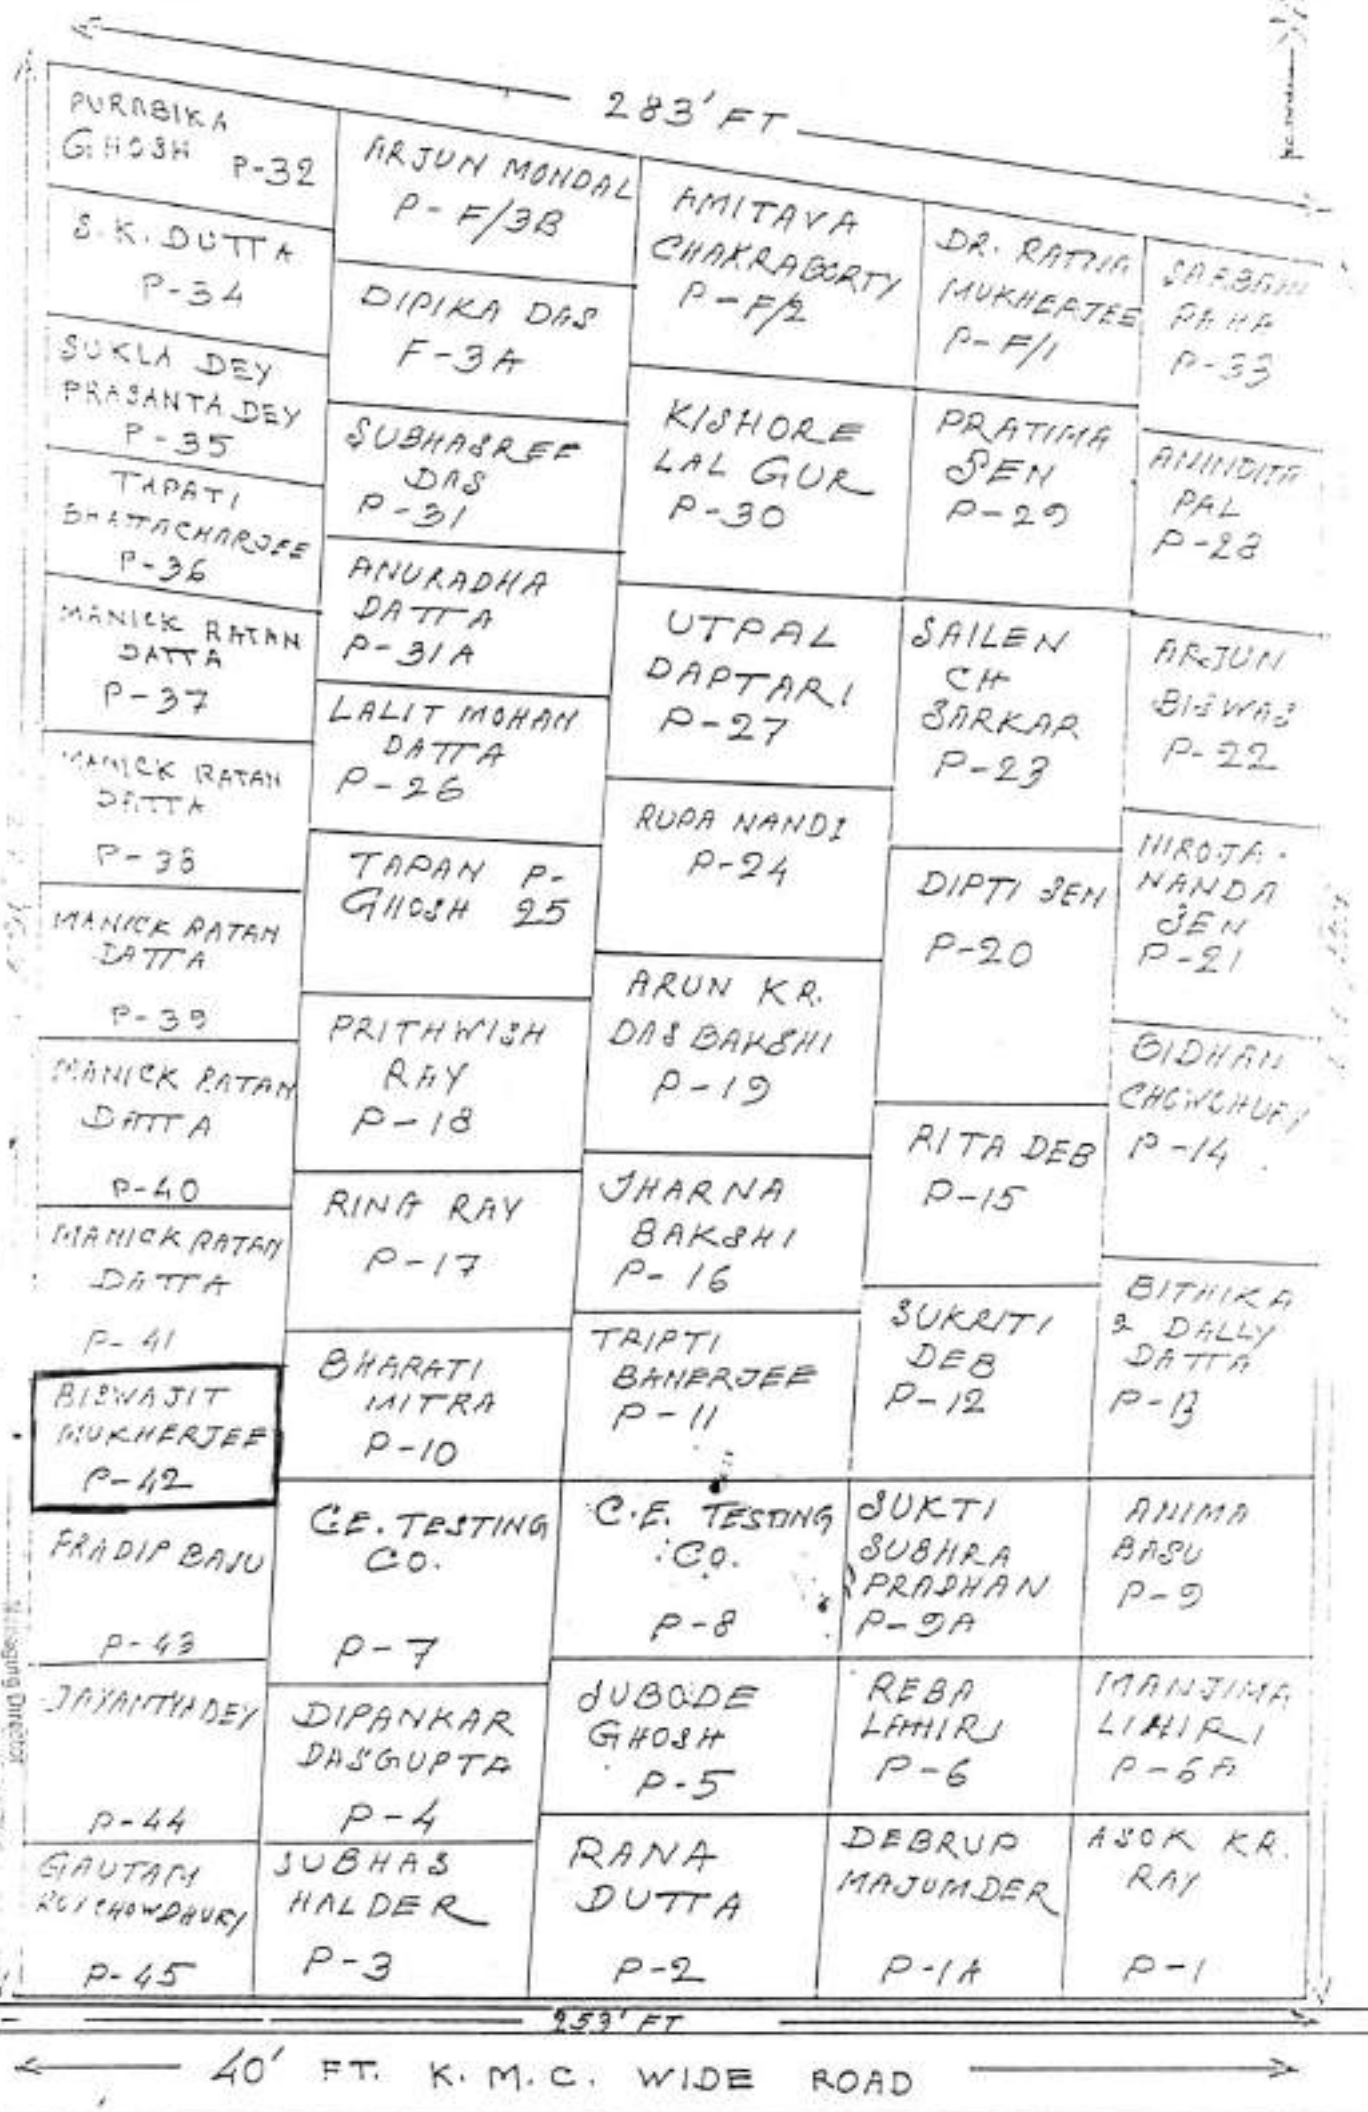 283' FT
PURABIKA
GHOSH P-32
S.K. DUTTA
P-34
SUKLA DEY
PRASANTA DEY
P-35
TAPATI
BHATTACHARJEE
P-36
MANICK RATAN
DATTA
P-37
MANICK RATAN
DATTA
P-38
MANICK RATAN
DATTA
P-39
MANICK RATAN
DATTA
P-40
MANICK RATAN
DATTA
P-41
BISWAJIT
MUKHERJEE
P-42
PRADIP BASU
P-43
DEY
P-44
GAUTAM
ROYCHOWDHURY
P-45
ARJUN MONDAL
P-F/3B
DIPIKA DAS
F-3A
SUBHASREE
DAS
P-31
ANURADHA
DATTA
P-31A
LALIT MOHAN
DATTA
P-26
TAPAN P-
GHOSH 25
PRITHWISH
RAY
P-18
RINA RAY
P-17
BHARATI
MITRA
P-10
C.E. TESTING
CO.
P-7
DIPANKAR
DASGUPTA
P-4
SUBHAS
HALDER
P-3
AMITAVA
CHAKRABORTY
P-F/2
KISHORE
LAL GUR
P-30
UTPAL
DAPTARI
P-27
RUPA NANDI
P-24
ARUN KR.
DAS BAKSHI
P-19
JHARNA
BAKSHI
P-16
TRIPTI
BANERJEE
P-11
C.E. TESTING
CO.
P-8
SUBODE
GHOSH
P-5
RANA
DUTTA
P-2
DR. RATNA
MUKHERJEE
P-F/1
PRATIMA
SEN
P-29
SAILEN
CH
SARKAR
P-23
DIPTI SEN
P-20
RITA DEB
P-15
SUKRITI
DEB
P-12
SUKTI
SUBHRA
PRADHAN
P-9A
REBA
LAHIRI
P-6
DEBRUP
MAJUMDER
P-1A
P-33
ANINDITA
PAL
P-28
ARJUN
BISWAS
P-22
NIROJA-
NANDA
SEN
P-21
BIDHAN
CHOWDHURY
P-14
BITHIKA
& DALLY
DATTA
P-13
ANIMA
BASU
P-9
MANJIMA
LIHIRI
P-6A
ASOK KR.
RAY
P-1
Managing Director
253' FT
40' FT. K.M.C. WIDE ROAD